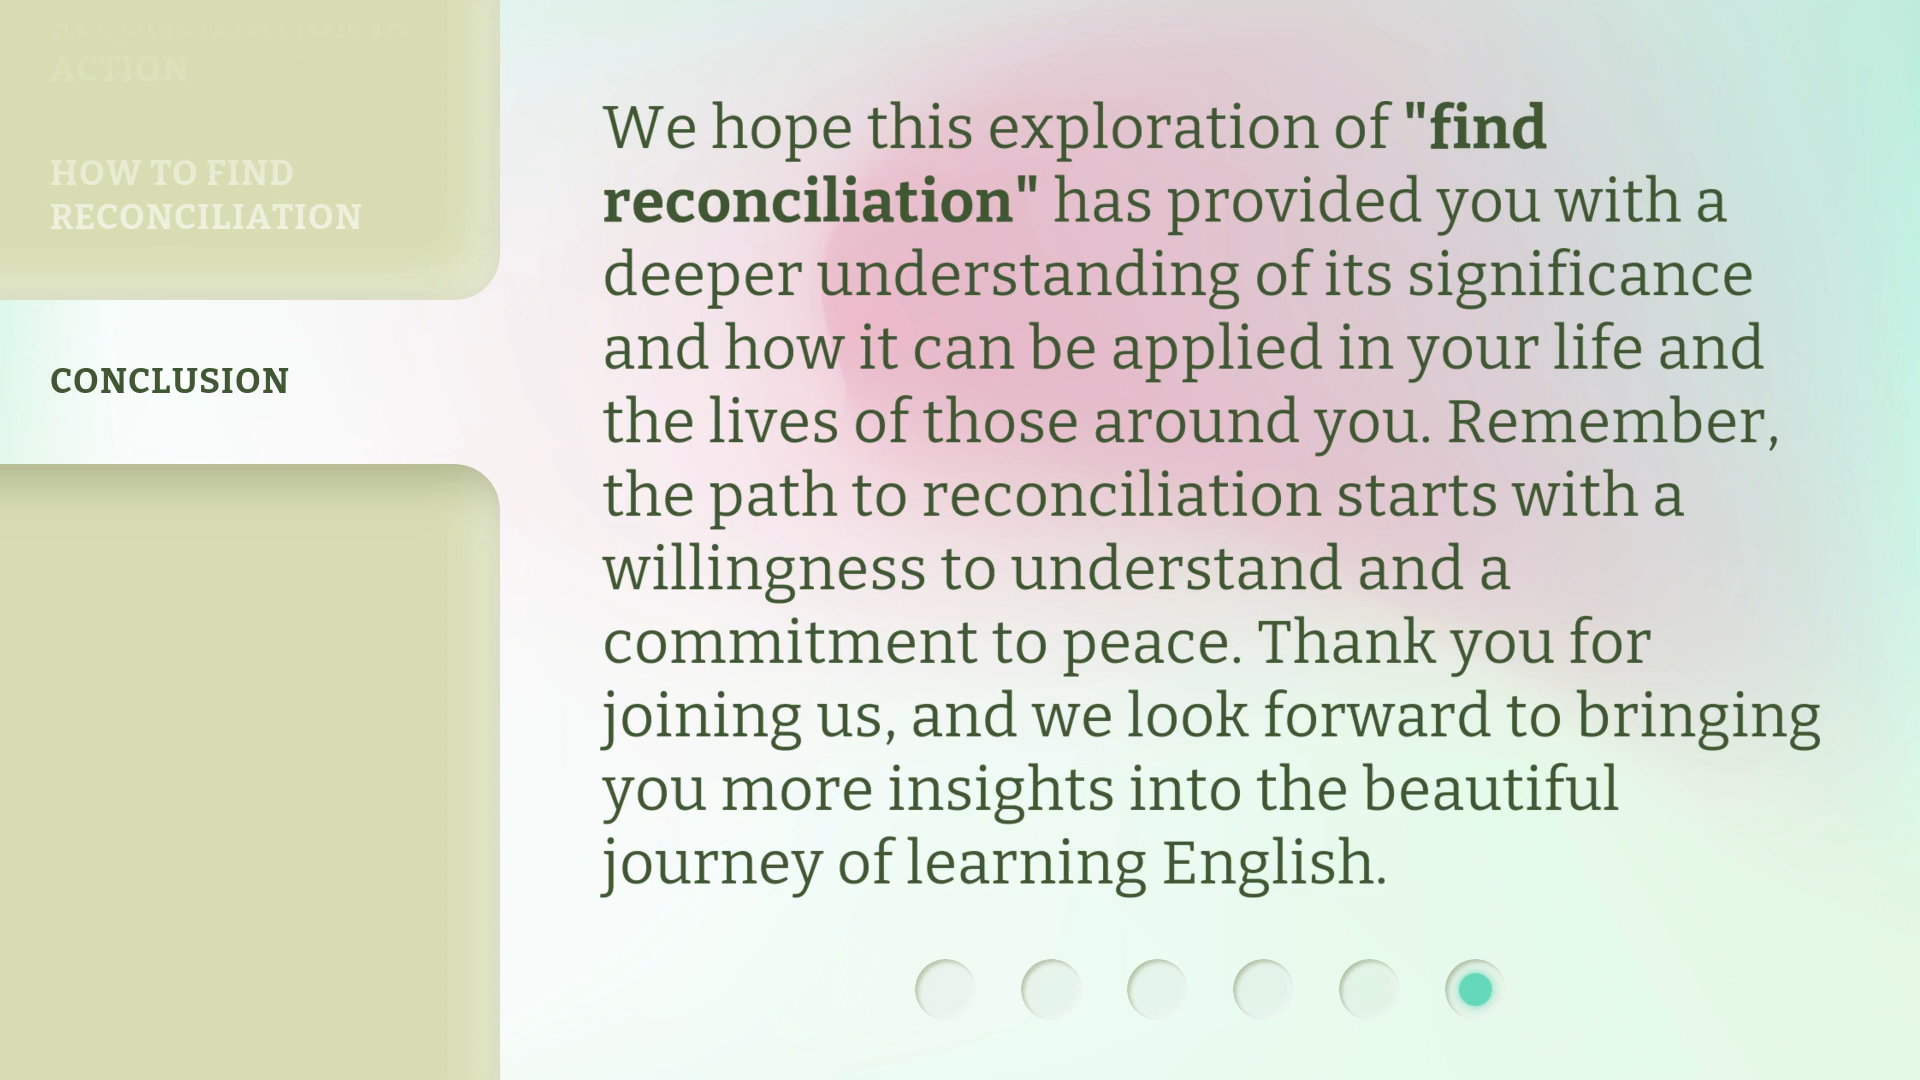 ACTION
HOW TO FIND
RECONCILIATION
CONCLUSION
We hope this exploration of "find
reconciliation" has provided you with a
deeper understanding of its significance
and how it can be applied in your life and
the lives of those around you. Remember,
the path to reconciliation starts with a
willingness to understand and a
commitment to peace. Thank you for
joining us, and we look forward to bringing
you more insights into the beautiful
journey of learning English.